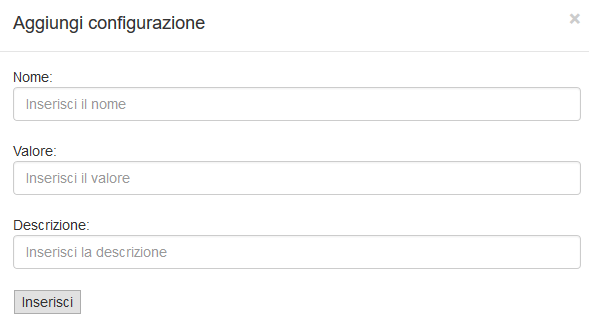 Aggiungi configurazione
×
Nome:
Inserisci il nome
Valore:
Inserisci il valore
Descrizione:
Inserisci la descrizione
Inserisci